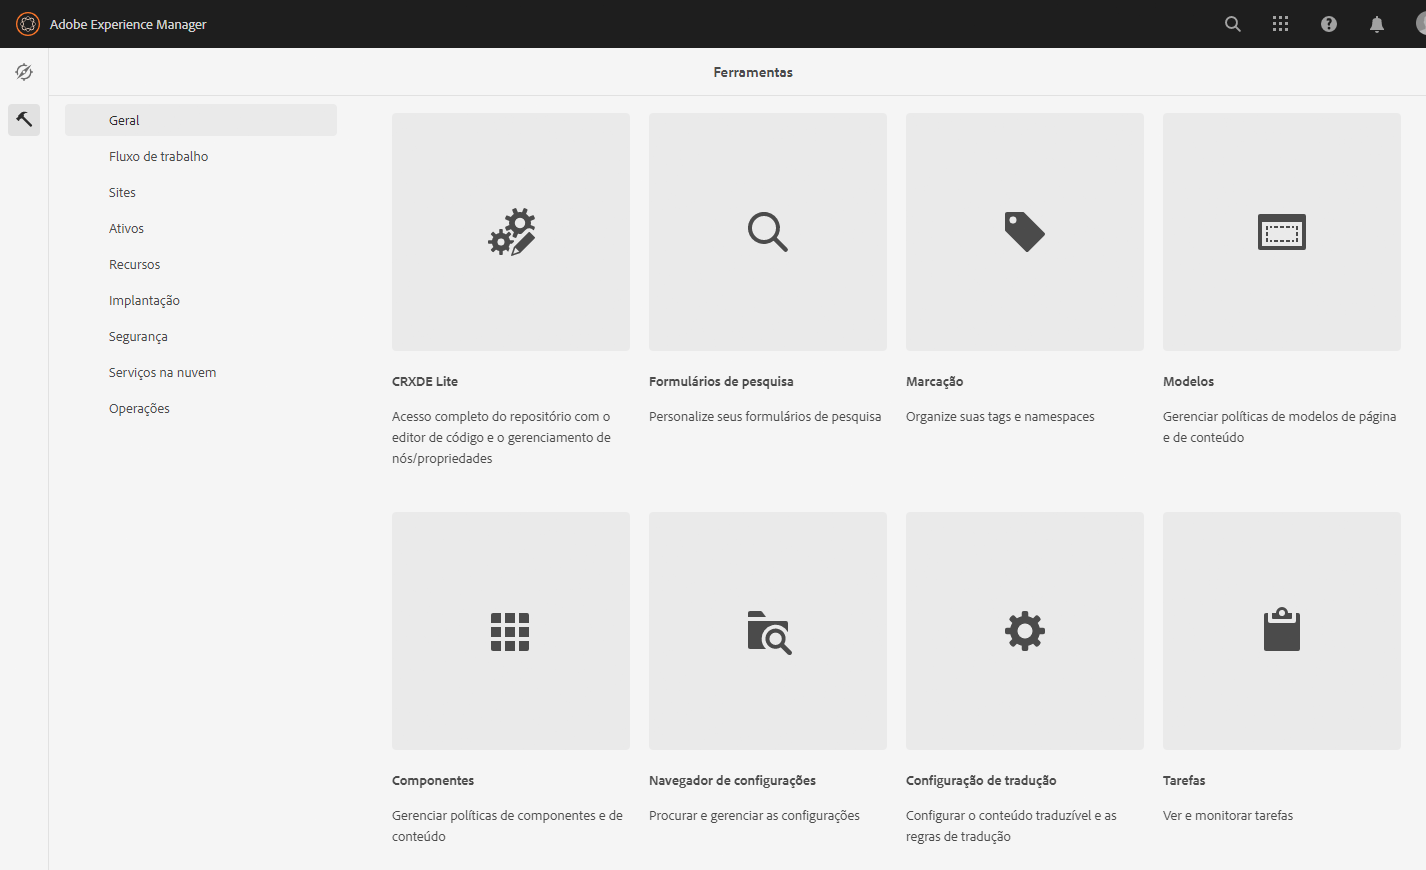 Adobe Experience Manager
Ferramentas
Geral
Fluxo de trabalho
Sites
Ativos
Recursos
Implantação
Segurança
Serviços na nuvem
Operações
CRXDE Lite
Acesso completo do repositório com o
editor de código e o gerenciamento de
nós/propriedades
Formulários de pesquisa
Personalize seus formulários de pesquisa
Marcação
Organize suas tags e namespaces
Modelos
Gerenciar políticas de modelos de página
e de conteúdo
Componentes
Gerenciar políticas de componentes e de
conteúdo
Navegador de configurações
Procurar e gerenciar as configurações
Configuração de tradução
Configurar o conteúdo traduzível e as
regras de tradução
Tarefas
Ver e monitorar tarefas